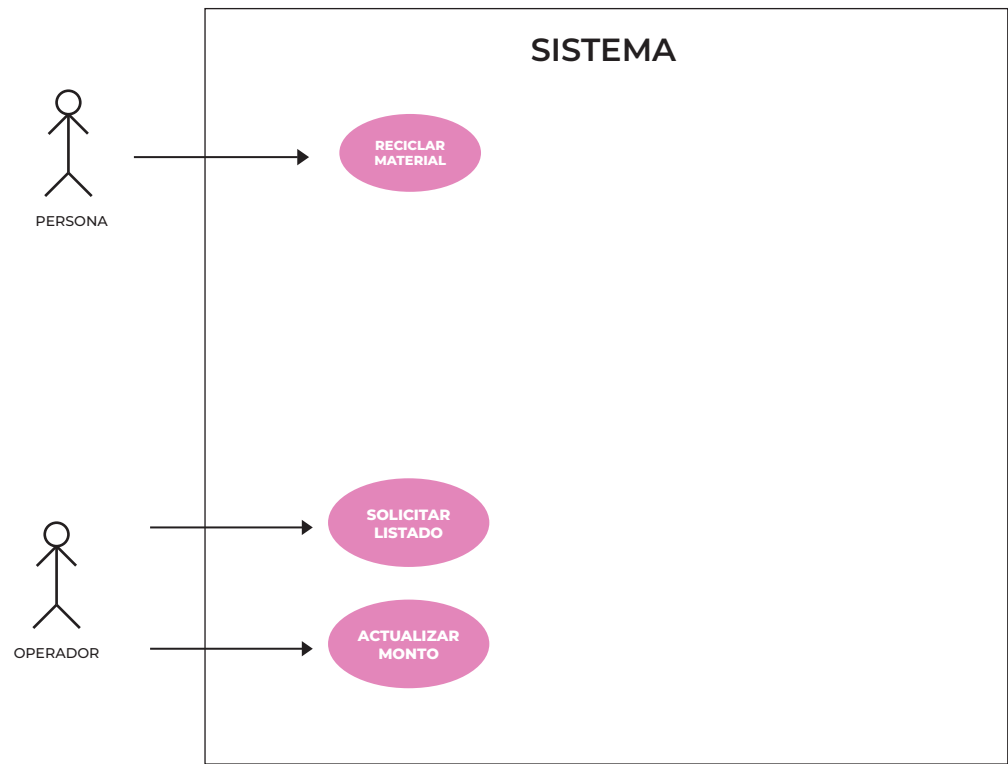 SISTEMA
RECICLAR
MATERIAL
PERSONA
SOLICITAR
LISTADO
ACTUALIZAR
MONTO
OPERADOR